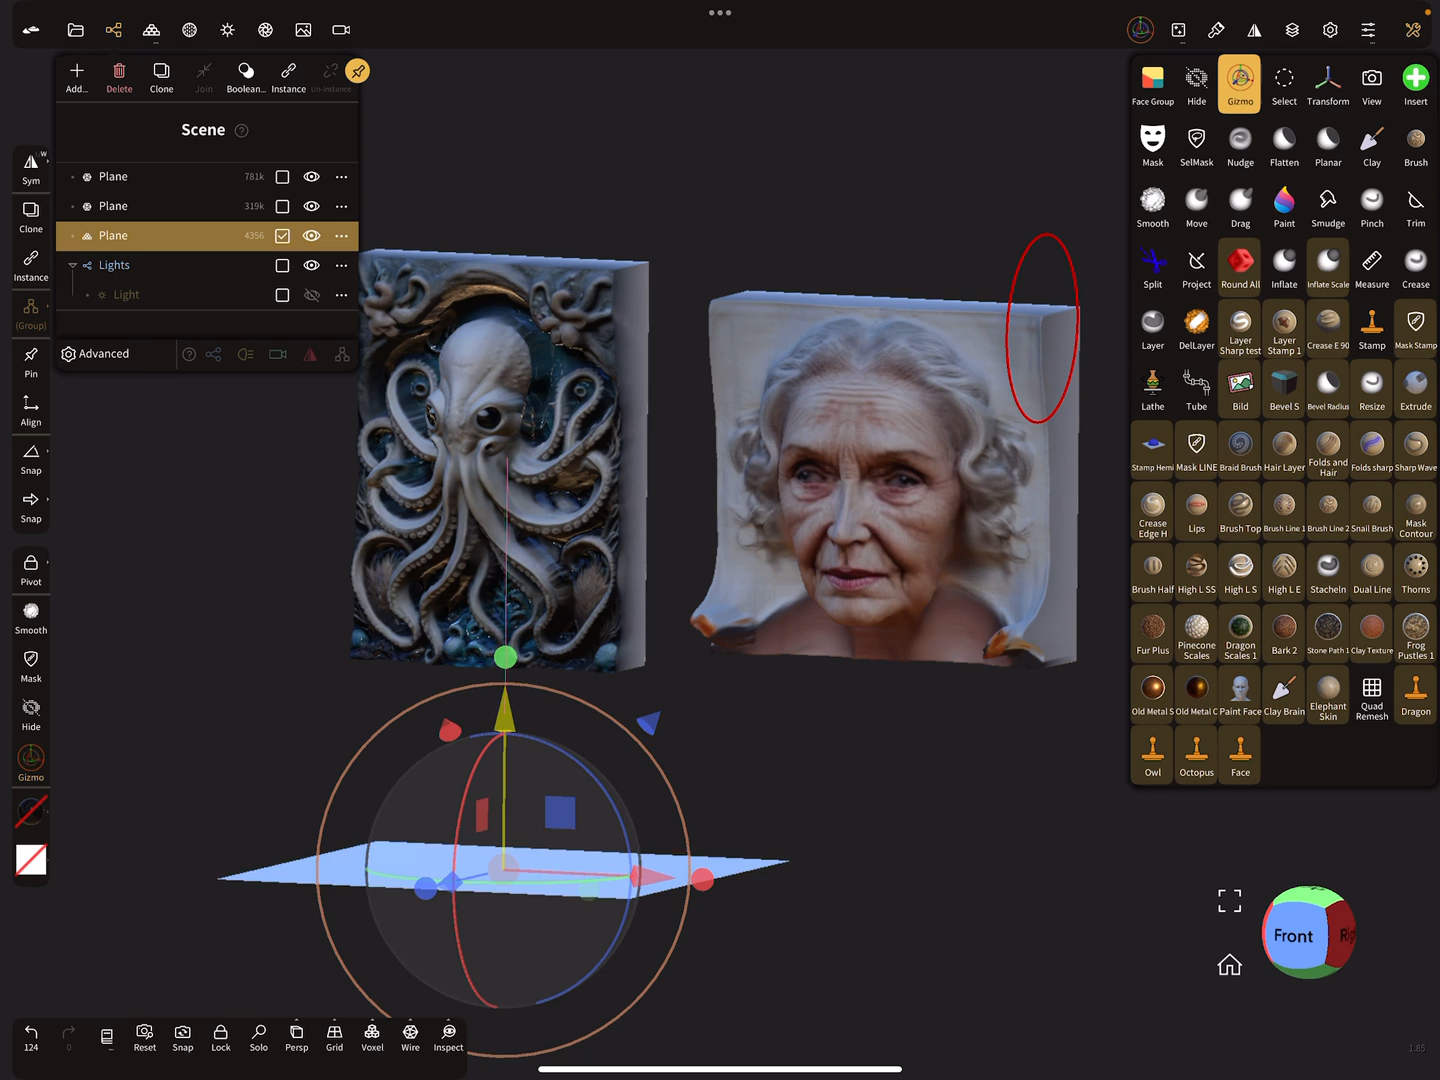 Add...
Delete
Clone
Join
Boolean...
Instance
Un-instance
Scene
?
Plane
781k
Plane
319k
Plane
4356
Lights
Light
Advanced
?
W
Sym
Clone
Instance
(Group)
Pin
Align
Snap
Snap
Pivot
Smooth
Mask
Hide
Gizmo
Face Group
Hide
Gizmo
Select
Transform
View
Insert
Mask
SelMask
Nudge
Flatten
Planar
Clay
Brush
Smooth
Move
Drag
Paint
Smudge
Pinch
Trim
Split
Project
Round All
Inflate
Inflate Scale
Measure
Crease
Layer
DelLayer
Layer
Sharp test
Layer
Stamp 1
Crease E 90
Stamp
Mask Stamp
Lathe
Tube
Bild
Bevel S
Bevel Radius
Resize
Extrude
Stamp Hemi
Mask LINE
Braid Brush
Hair Layer
Folds and
Hair
Folds sharp
Sharp Wave
Crease
Edge H
Lips
Brush Top
Brush Line 1
Brush Line 2
Snail Brush
Mask
Contour
Brush Half
High L SS
High L S
High L E
Stacheln
Dual Line
Thorns
Fur Plus
Pinecone
Scales
Dragon
Scales 1
Bark 2
Stone Path 1
Clay Texture
Frog
Pustles 1
Old Metal S
Old Metal C
Paint Face
Clay Brain
Elephant
Skin
Quad
Remesh
Dragon
Owl
Octopus
Face
Front
124
0
...
Reset
Snap
Lock
Solo
Persp
Grid
Voxel
Wire
Inspect
1.85